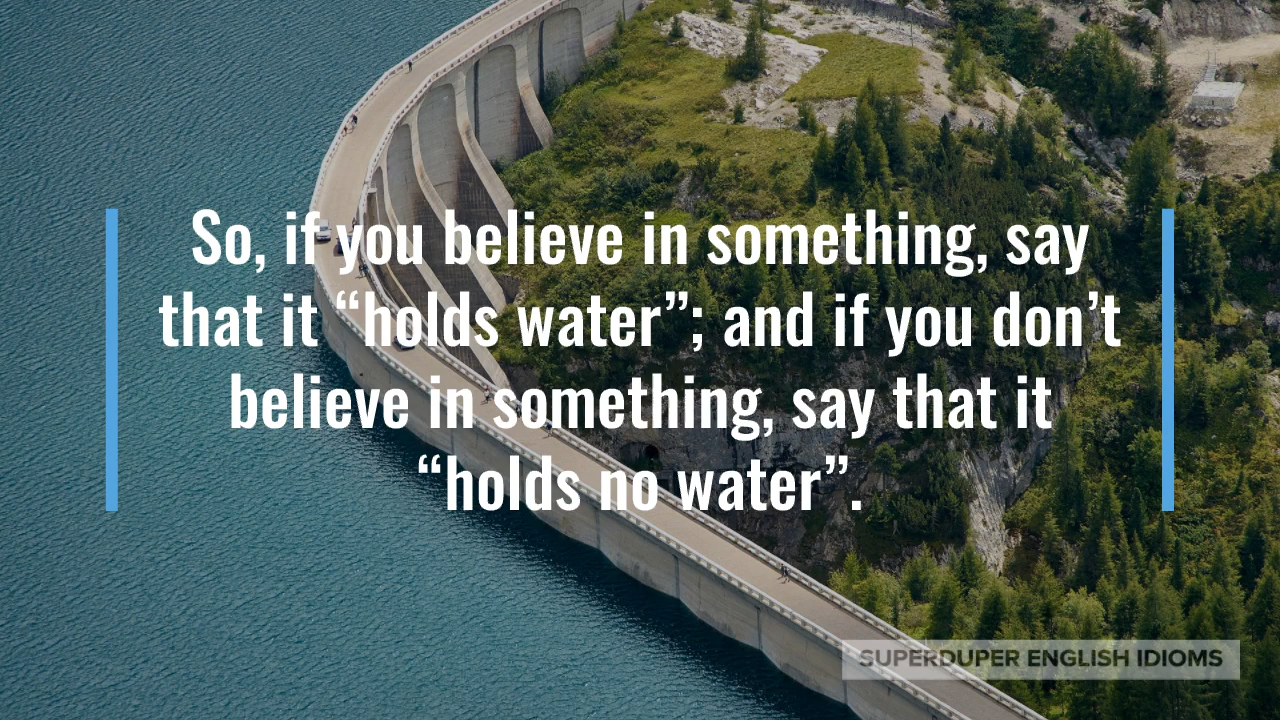 So, if you believe in something, say
that it “holds water”; and if you don’t
believe in something, say that it
“holds no water”.
SUPERDUPER ENGLISH IDIOMS